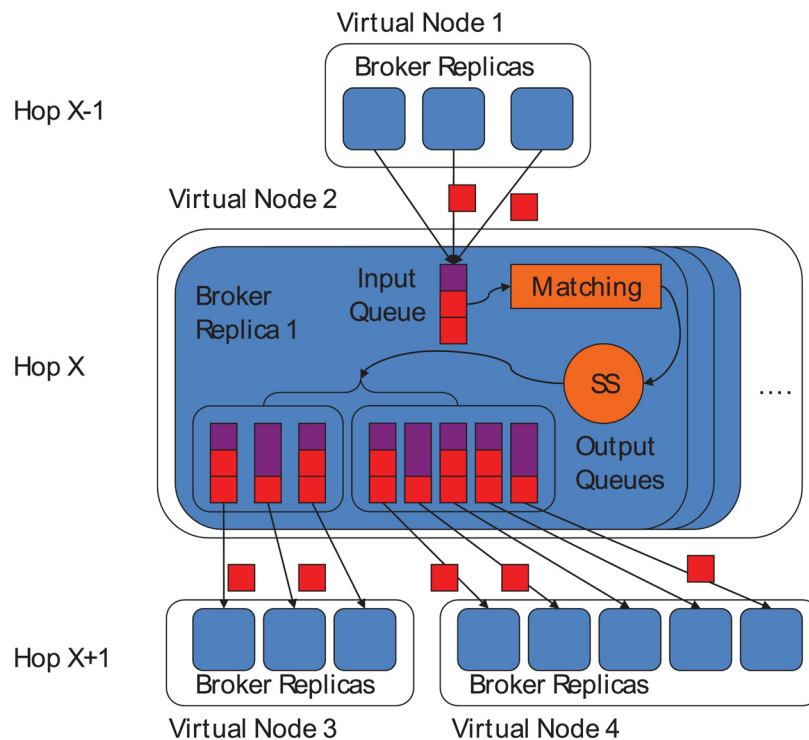 Virtual Node 1
Broker Replicas
Hop X-1
Virtual Node 2
Input
Queue
Matching
Broker
Replica 1
Hop X
SS
....
Output
Queues
Hop X+1
Broker Replicas
Broker Replicas
Virtual Node 3
Virtual Node 4